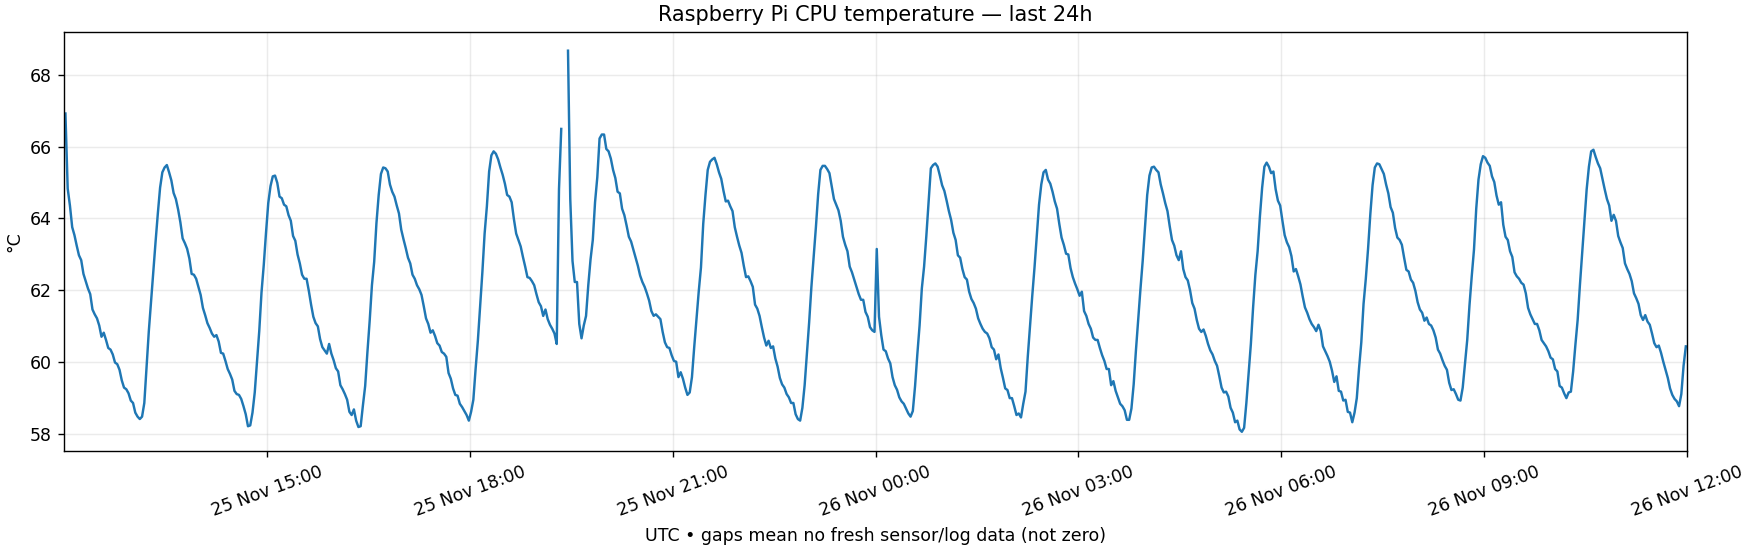 Raspberry Pi CPU temperature — last 24h
°C
68
66
64
62
60
58
25 Nov 15:00
25 Nov 18:00
25 Nov 21:00
26 Nov 00:00
26 Nov 03:00
26 Nov 06:00
26 Nov 09:00
26 Nov 12:00
UTC • gaps mean no fresh sensor/log data (not zero)